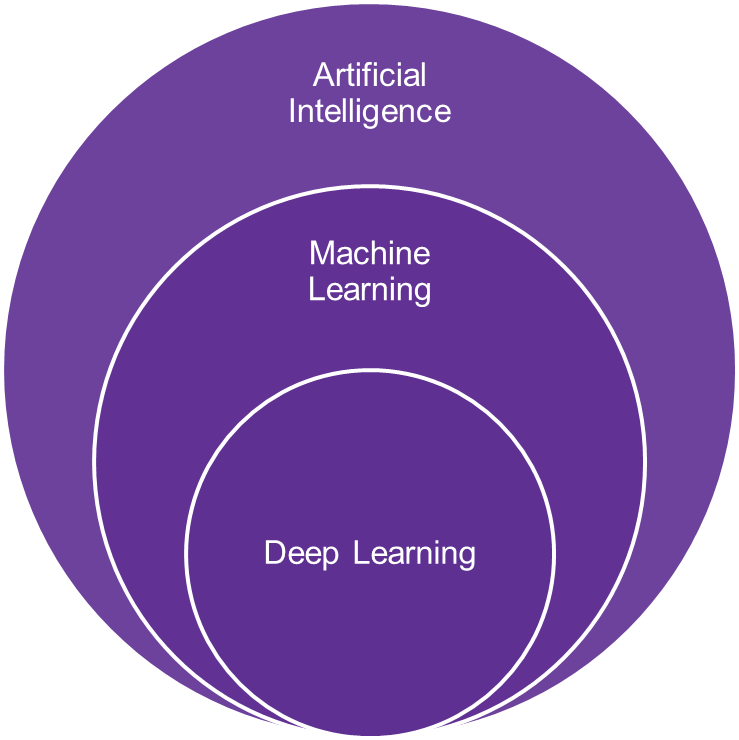 Artificial
Intelligence
Machine
Learning
Deep Learning